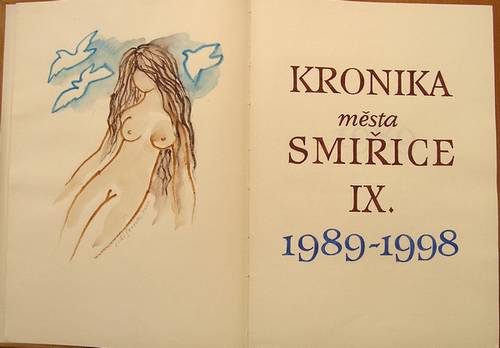 KRONIKA
města
SMIŘICE
IX.
1989-1998